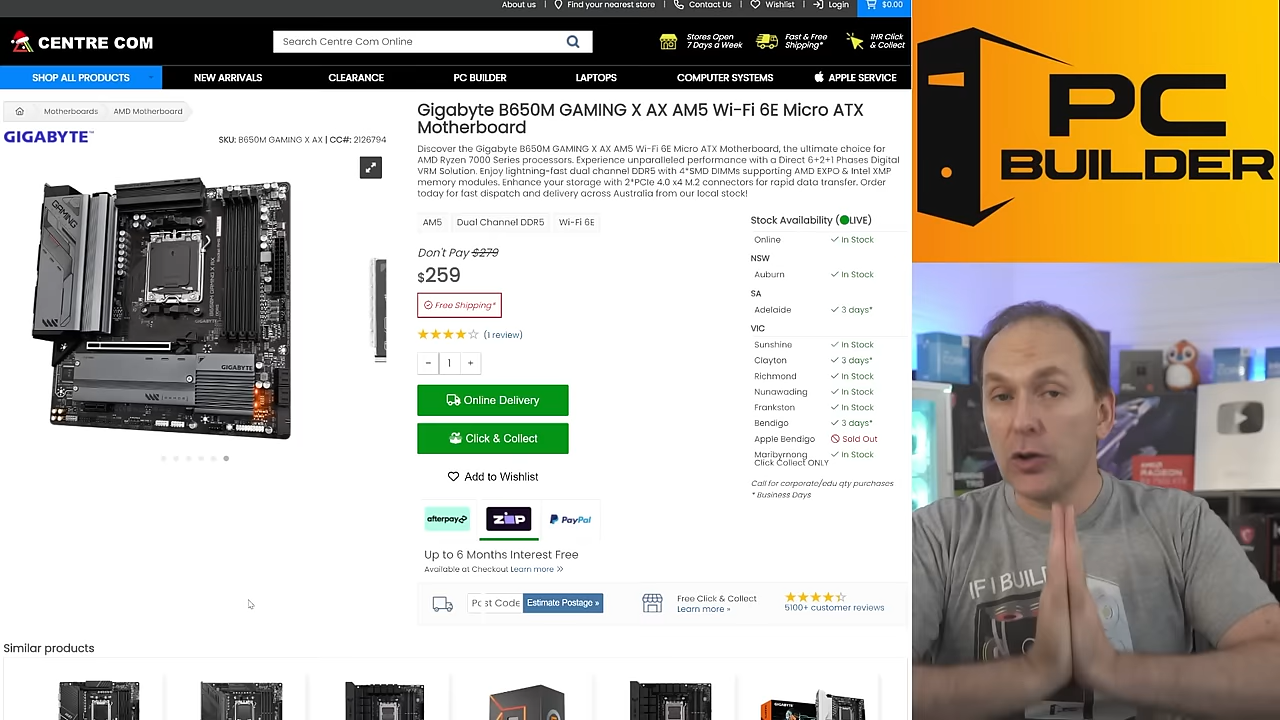 About us
Find your nearest store
Contact Us
Wishlist
Login
$0.00
CENTRE COM
Search Centre Com Online
Stores Open
7 Days a Week
Fast & Free
Shipping*
1HR Click
& Collect
SHOP ALL PRODUCTS
NEW ARRIVALS
CLEARANCE
PC BUILDER
LAPTOPS
COMPUTER SYSTEMS
APPLE SERVICE
Motherboards
AMD Motherboard
GIGABYTE™
SKU: B650M GAMING X AX | CC#: 2126794
GAMING
GIGABYTE
Gigabyte B650M GAMING X AX AM5 Wi-Fi 6E Micro ATX
Motherboard
Discover the Gigabyte B650M GAMING X AX AM5 Wi-Fi 6E Micro ATX Motherboard, the ultimate choice for
AMD Ryzen 7000 Series processors. Experience unparalleled performance with a Direct 6+2+1 Phases Digital
VRM Solution. Enjoy lightning-fast dual channel DDR5 with 4*SMD DIMMs supporting AMD EXPO & Intel XMP
memory modules. Enhance your storage with 2*PCIe 4.0 x4 M.2 connectors for rapid data transfer. Order
today for fast dispatch and delivery across Australia from our local stock!
AM5
Dual Channel DDR5
Wi-Fi 6E
Don't Pay $279
$259
Free Shipping*
(1 review)
- 1 +
Online Delivery
Click & Collect
Add to Wishlist
afterpay
ZIP
PayPal
Up to 6 Months Interest Free
Available at Checkout Learn more »
Stock Availability (LIVE)
Online In Stock
NSW
Auburn In Stock
SA
Adelaide 3 days*
VIC
Sunshine In Stock
Clayton 3 days*
Richmond In Stock
Nunawading In Stock
Frankston In Stock
Bendigo 3 days*
Apple Bendigo Sold Out
Maribyrnong In Stock
Click Collect ONLY
Call for corporate/edu qty purchases
* Business Days
Post Code
Estimate Postage »
Free Click & Collect
Learn more »
5100+ customer reviews
Similar products
PC
BUILDER
IF I BUIL